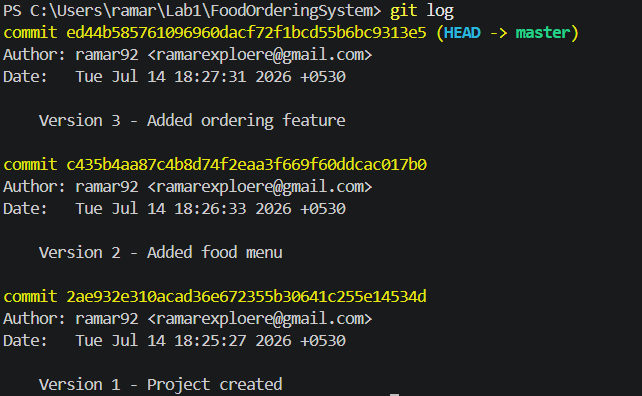 PS C:\Users\ramar\Lab1\FoodOrderingSystem> git log
commit ed44b585761096960dacf72f1bcd55b6bc9313e5 (HEAD -> master)
Author: ramar92 <ramarexploere@gmail.com>
Date:   Tue Jul 14 18:27:31 2026 +0530
    Version 3 - Added ordering feature
commit c435b4aa87c4b8d74f2eaa3f669f60ddcac017b0
Author: ramar92 <ramarexploere@gmail.com>
Date:   Tue Jul 14 18:26:33 2026 +0530
    Version 2 - Added food menu
commit 2ae932e310acad36e672355b30641c255e14534d
Author: ramar92 <ramarexploere@gmail.com>
Date:   Tue Jul 14 18:25:27 2026 +0530
    Version 1 - Project created